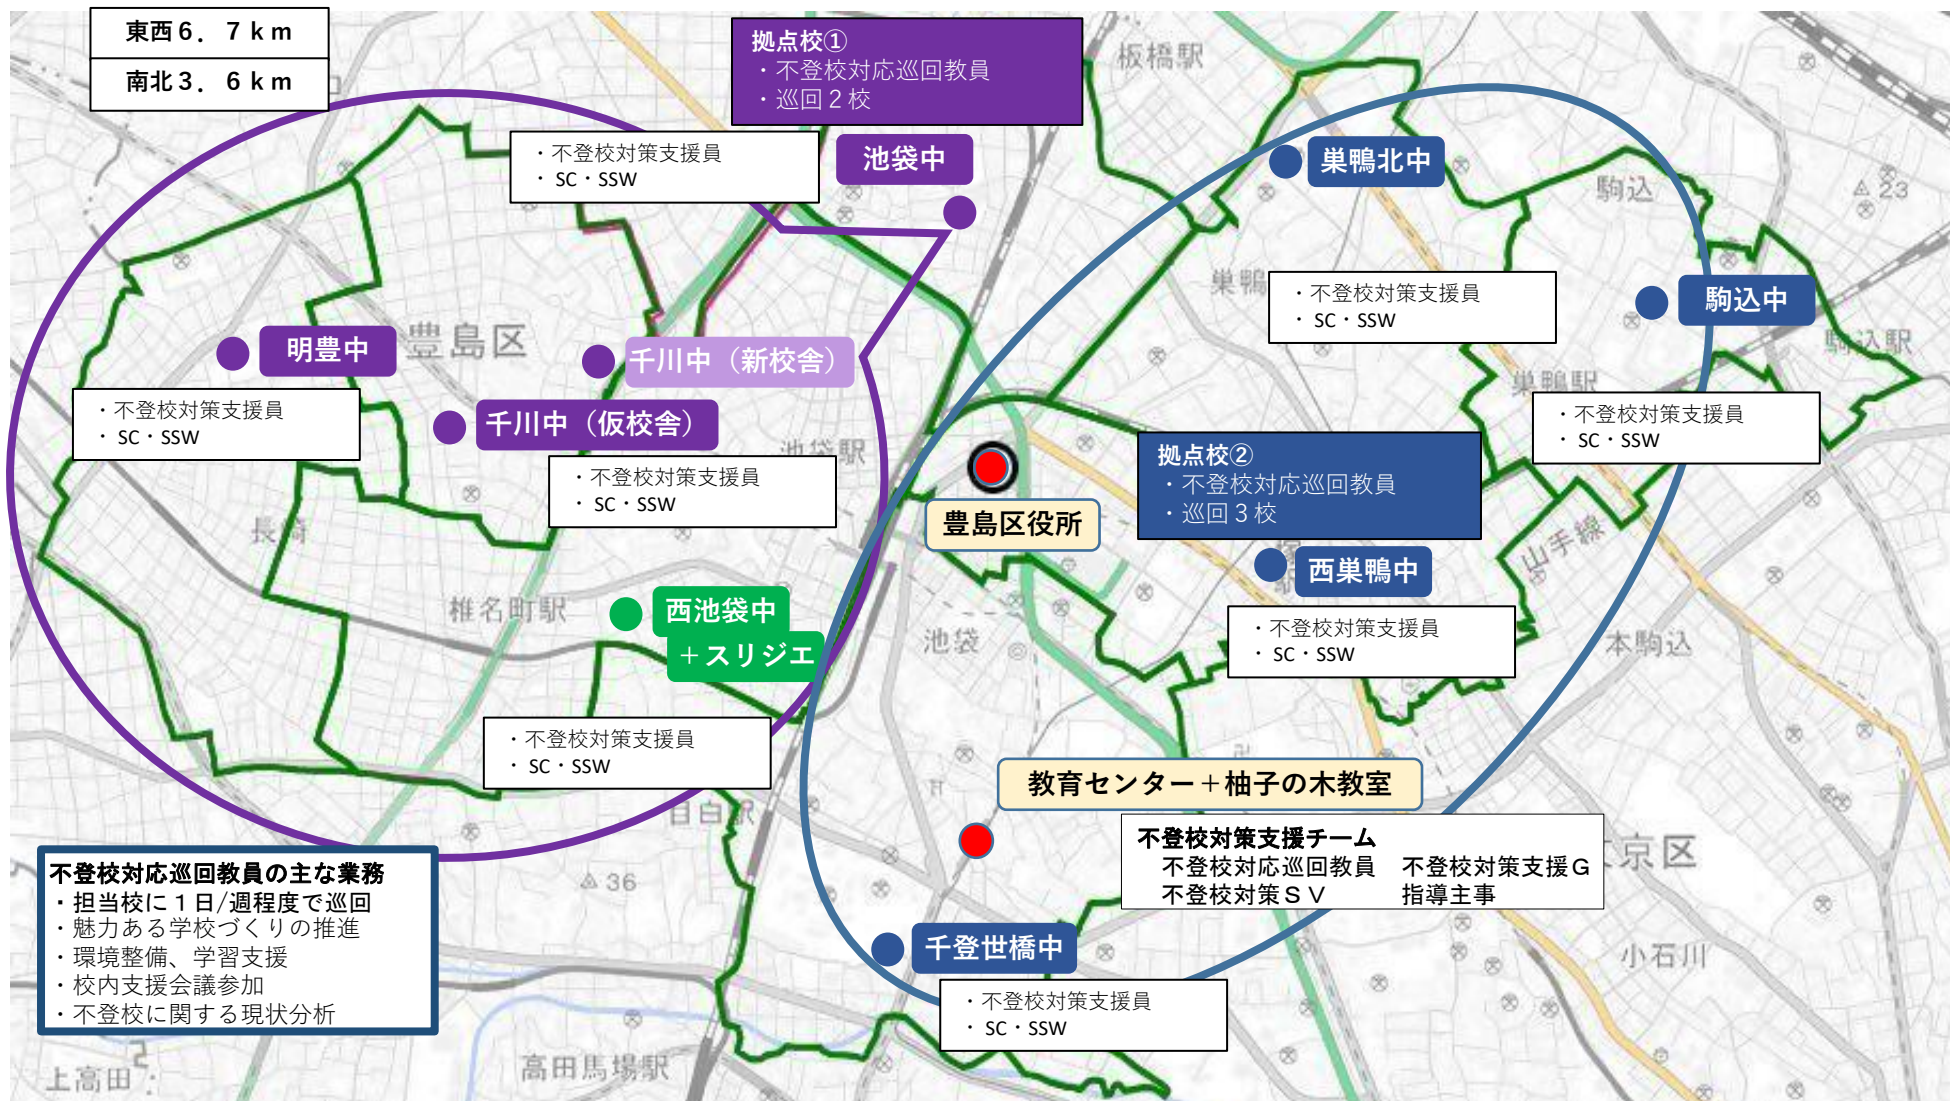 東西６．７ｋｍ
南北３．６ｋｍ
拠点校①
・不登校対応巡回教員
・巡回２校
板橋駅
・不登校対策支援員
・ SC・SSW
池袋中
巣鴨北中
駒込
23
巣鴨
・不登校対策支援員
・ SC・SSW
駒込中
駒込駅
明豊中
豊島区
千川中（新校舎）
巣鴨駅
・不登校対策支援員
・ SC・SSW
千川中（仮校舎）
池袋駅
・不登校対策支援員
・ SC・SSW
拠点校②
・不登校対応巡回教員
・巡回３校
・不登校対策支援員
・ SC・SSW
長崎
豊島区役所
山手線
西巣鴨中
椎名町駅
西池袋中
＋スリジエ
池袋
・不登校対策支援員
・ SC・SSW
本駒込
・不登校対策支援員
・ SC・SSW
目白駅
教育センター＋柚子の木教室
不登校対策支援チーム
不登校対応巡回教員　不登校対策支援Ｇ
不登校対策ＳＶ　指導主事
京区
36
不登校対応巡回教員の主な業務
・担当校に１日/週程度で巡回
・魅力ある学校づくりの推進
・環境整備、学習支援
・校内支援会議参加
・不登校に関する現状分析
千登世橋中
小石川
・不登校対策支援員
・ SC・SSW
高田馬場駅
上高田